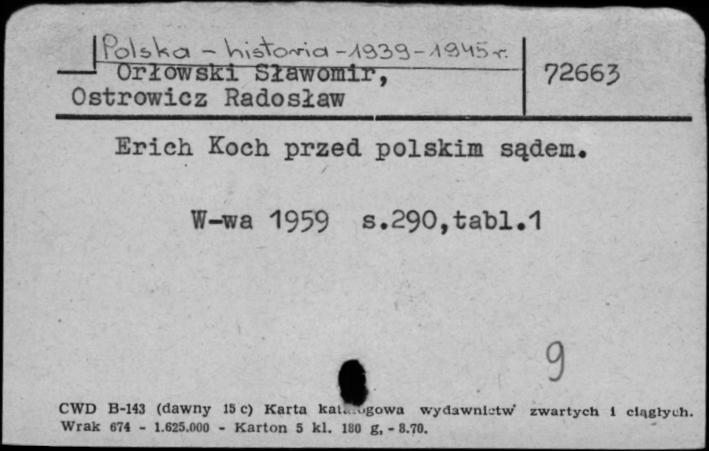 Polska - historia - 1939 - 1945 r.
Orłowski Sławomir,
Ostrowicz Radosław
72663
Erich Koch przed polskim sądem.
W-wa 1959 s.290,tabl.1
9
CWD B-143 (dawny 15 c) Karta katalogowa wydawnictw zwartych i ciągłych.
Wrak 674 - 1.625.000 - Karton 5 kl. 180 g, - 8.70.